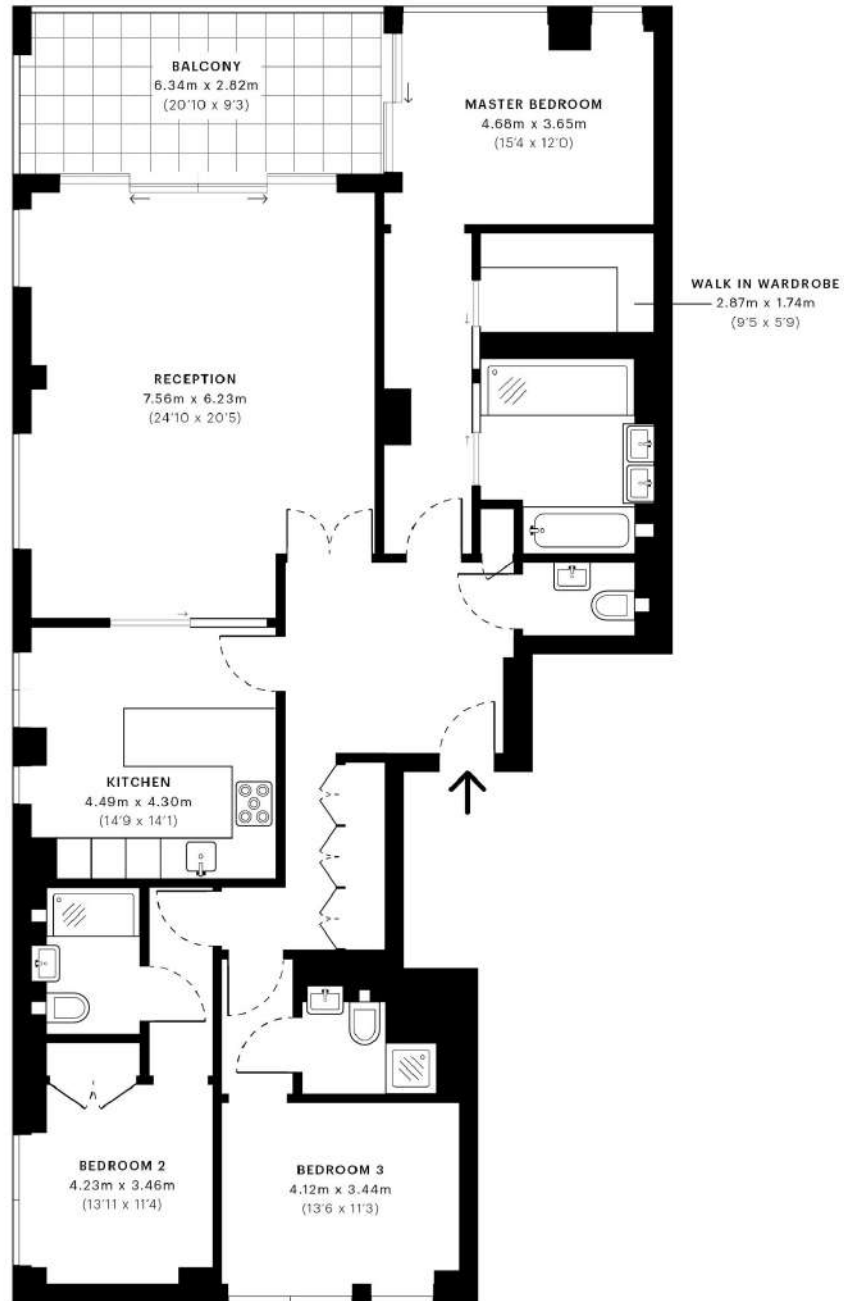 BALCONY
6.34m x 2.82m
(20'10 x 9'3)
MASTER BEDROOM
4.68m x 3.65m
(15'4 x 12'0)
WALK IN WARDROBE
2.87m x 1.74m
(9'5 x 5'9)
RECEPTION
7.56m x 6.23m
(24'10 x 20'5)
KITCHEN
4.49m x 4.30m
(14'9 x 14'1)
BEDROOM 2
4.23m x 3.46m
(13'11 x 11'4)
BEDROOM 3
4.12m x 3.44m
(13'6 x 11'3)